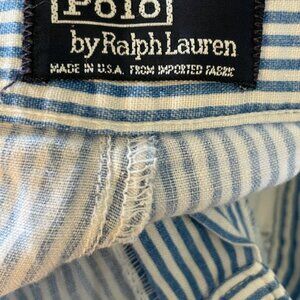 Polo
by Ralph Lauren
MADE IN U.S.A. FROM IMPORTED FABRIC